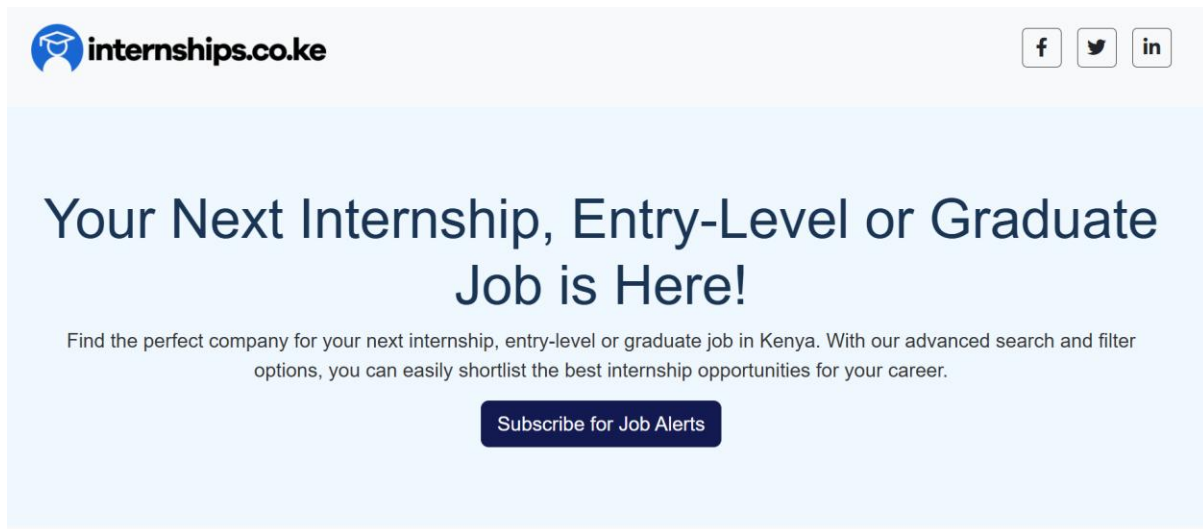 internships.co.ke
f in
Your Next Internship, Entry-Level or Graduate
Job is Here!
Find the perfect company for your next internship, entry-level or graduate job in Kenya. With our advanced search and filter
options, you can easily shortlist the best internship opportunities for your career.
Subscribe for Job Alerts